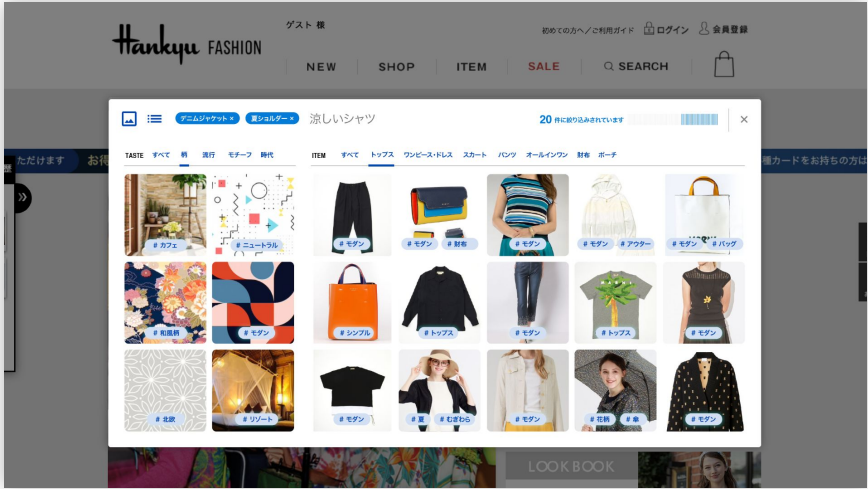 Hankyu FASHION
ゲスト 様
初めての方へ／ご利用ガイド ログイン 会員登録
NEW SHOP ITEM SALE SEARCH
デニムジャケット × 夏ショルダー × 涼しいシャツ
20 件に絞り込みされています ×
TASTE すべて 柄 流行 モチーフ 時代
ITEM すべて トップス ワンピース・ドレス スカート パンツ オールインワン 財布 ポーチ
ただけます お得
種カードをお持ちの方は
歴
»
# カフェ # ニュートラル # モダン # モダン # 財布 # モダン # モダン # アウター # モダン # バッグ
# 和風柄 # モダン # シンプル # トップス # モダン # トップス # モダン
# 北欧 # リゾート # モダン # 夏 # むぎわら # モダン # 花柄 # 傘 # モダン
LOOK BOOK